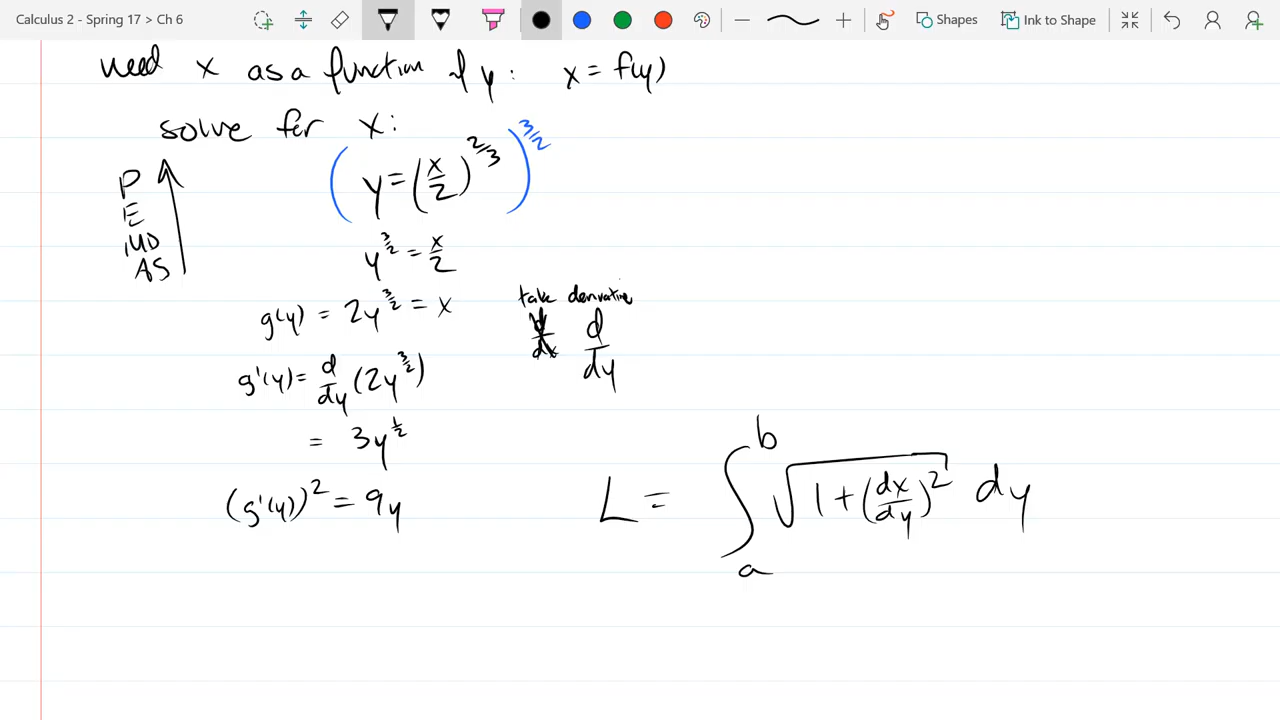 Calculus 2 - Spring 17 > Ch 6
Shapes
Ink to Shape
need x as a function of y: x = f(y)
solve for x:
(y = (x/2)^(2/3))^(3/2)
P
E
MD
AS
y^(3/2) = x/2
g(y) = 2y^(3/2) = x
take derivative
d/dx d/dy
g'(y) = d/dy (2y^(3/2))
= 3y^(1/2)
(g'(y))^2 = 9y
L = ∫_a^b √(1 + (dx/dy)^2) dy